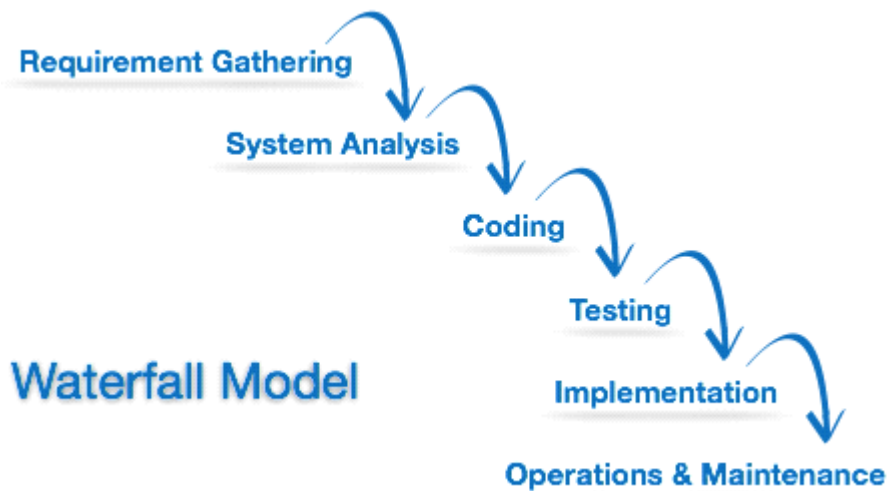 Requirement Gathering
System Analysis
Coding
Testing
Waterfall Model
Implementation
Operations & Maintenance